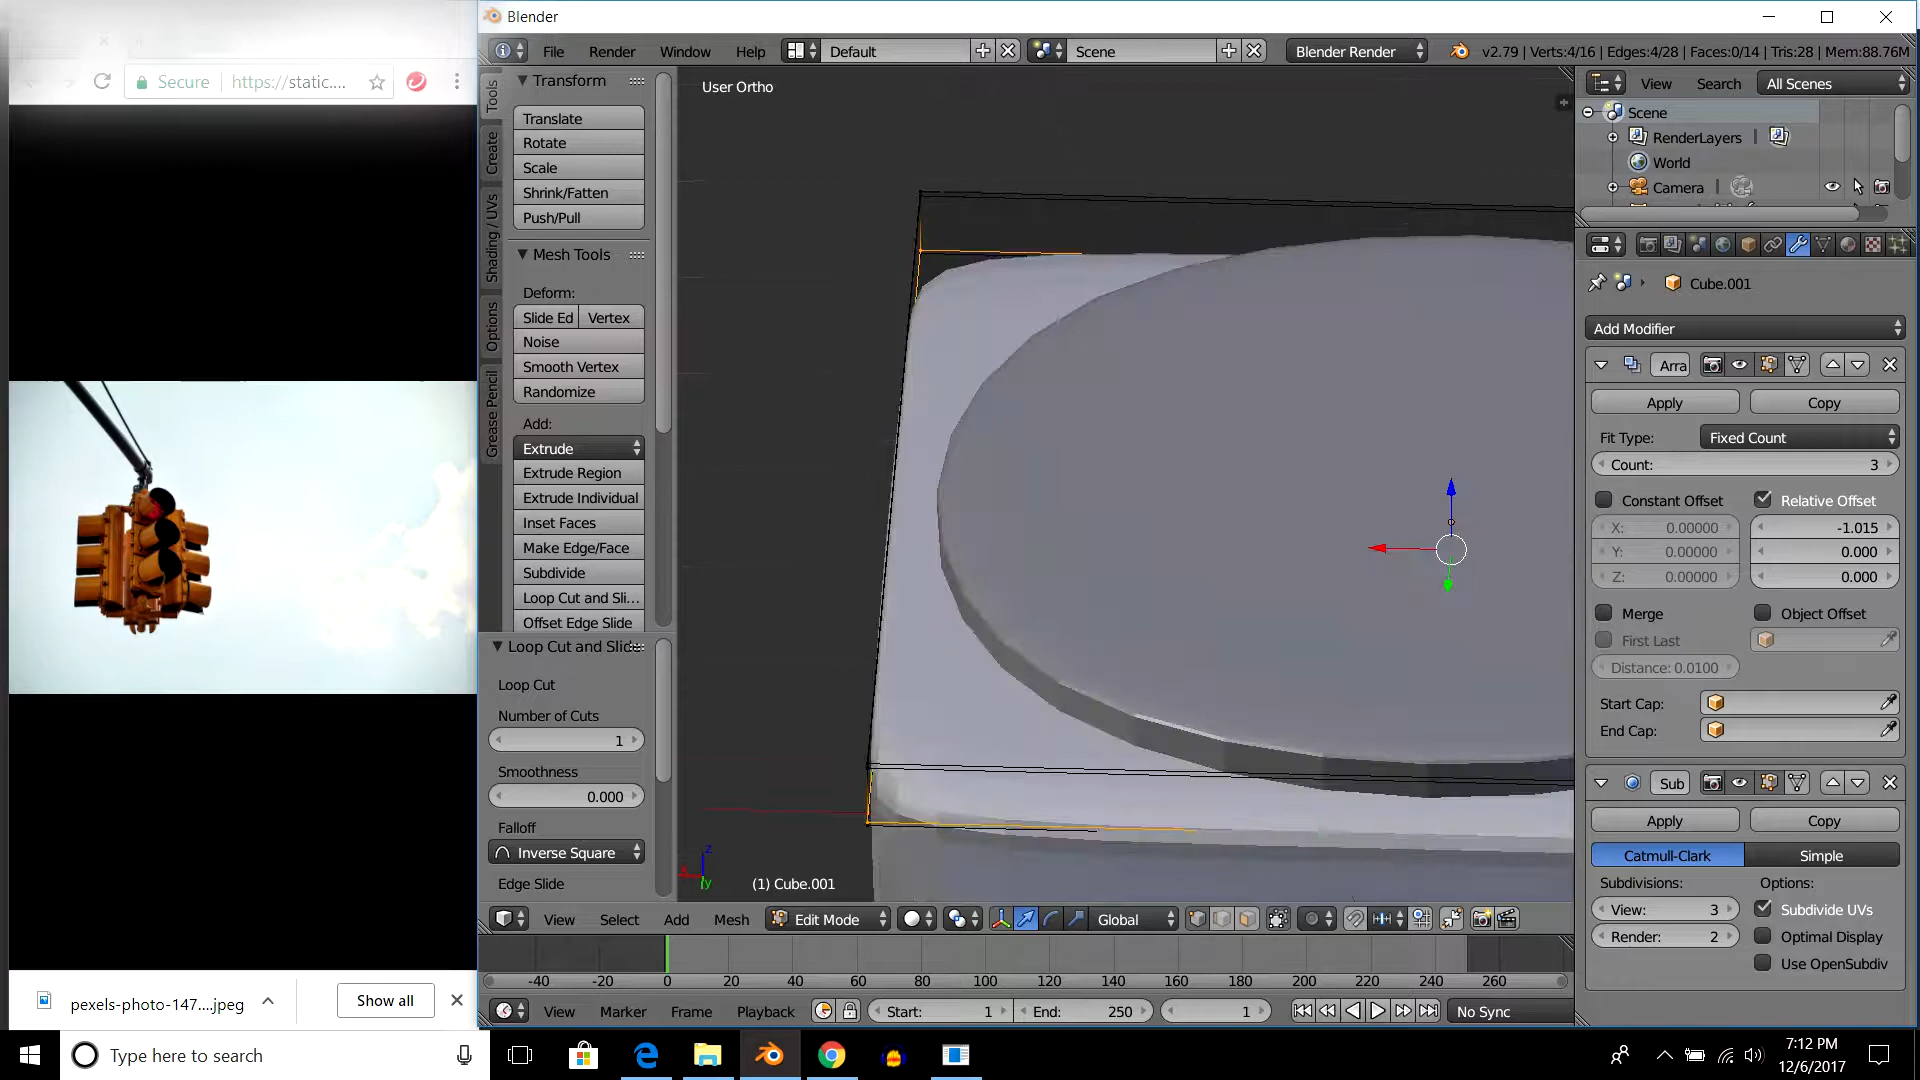 Blender
File Render Window Help Default Scene Blender Render v2.79 | Verts:4/16 | Edges:4/28 | Faces:0/14 | Tris:28 | Mem:88.76M
Secure https://static....
Tools
Create
Shading / UVs
Options
Grease Pencil
Transform
Translate
Rotate
Scale
Shrink/Fatten
Push/Pull
Mesh Tools
Deform:
Slide Ed Vertex
Noise
Smooth Vertex
Randomize
Add:
Extrude
Extrude Region
Extrude Individual
Inset Faces
Make Edge/Face
Subdivide
Loop Cut and Sli...
Offset Edge Slide
Loop Cut and Slide
Loop Cut
Number of Cuts
1
Smoothness
0.000
Falloff
Inverse Square
Edge Slide
User Ortho
z
x
y
(1) Cube.001
View Select Add Mesh Edit Mode Global
-40 -20 0 20 40 60 80 100 120 140 160 180 200 220 240 260
View Marker Frame Playback Start: 1 End: 250 1 No Sync
View Search All Scenes
Scene
RenderLayers
World
Camera
Cube.001
Add Modifier
Arra
Apply Copy
Fit Type: Fixed Count
Count: 3
Constant Offset Relative Offset
X: 0.00000 -1.015
Y: 0.00000 0.000
Z: 0.00000 0.000
Merge Object Offset
First Last
Distance: 0.0100
Start Cap:
End Cap:
Sub
Apply Copy
Catmull-Clark Simple
Subdivisions: Options:
View: 3 Subdivide UVs
Render: 2 Optimal Display
Use OpenSubdiv
pexels-photo-147....jpeg Show all
Type here to search
7:12 PM
12/6/2017